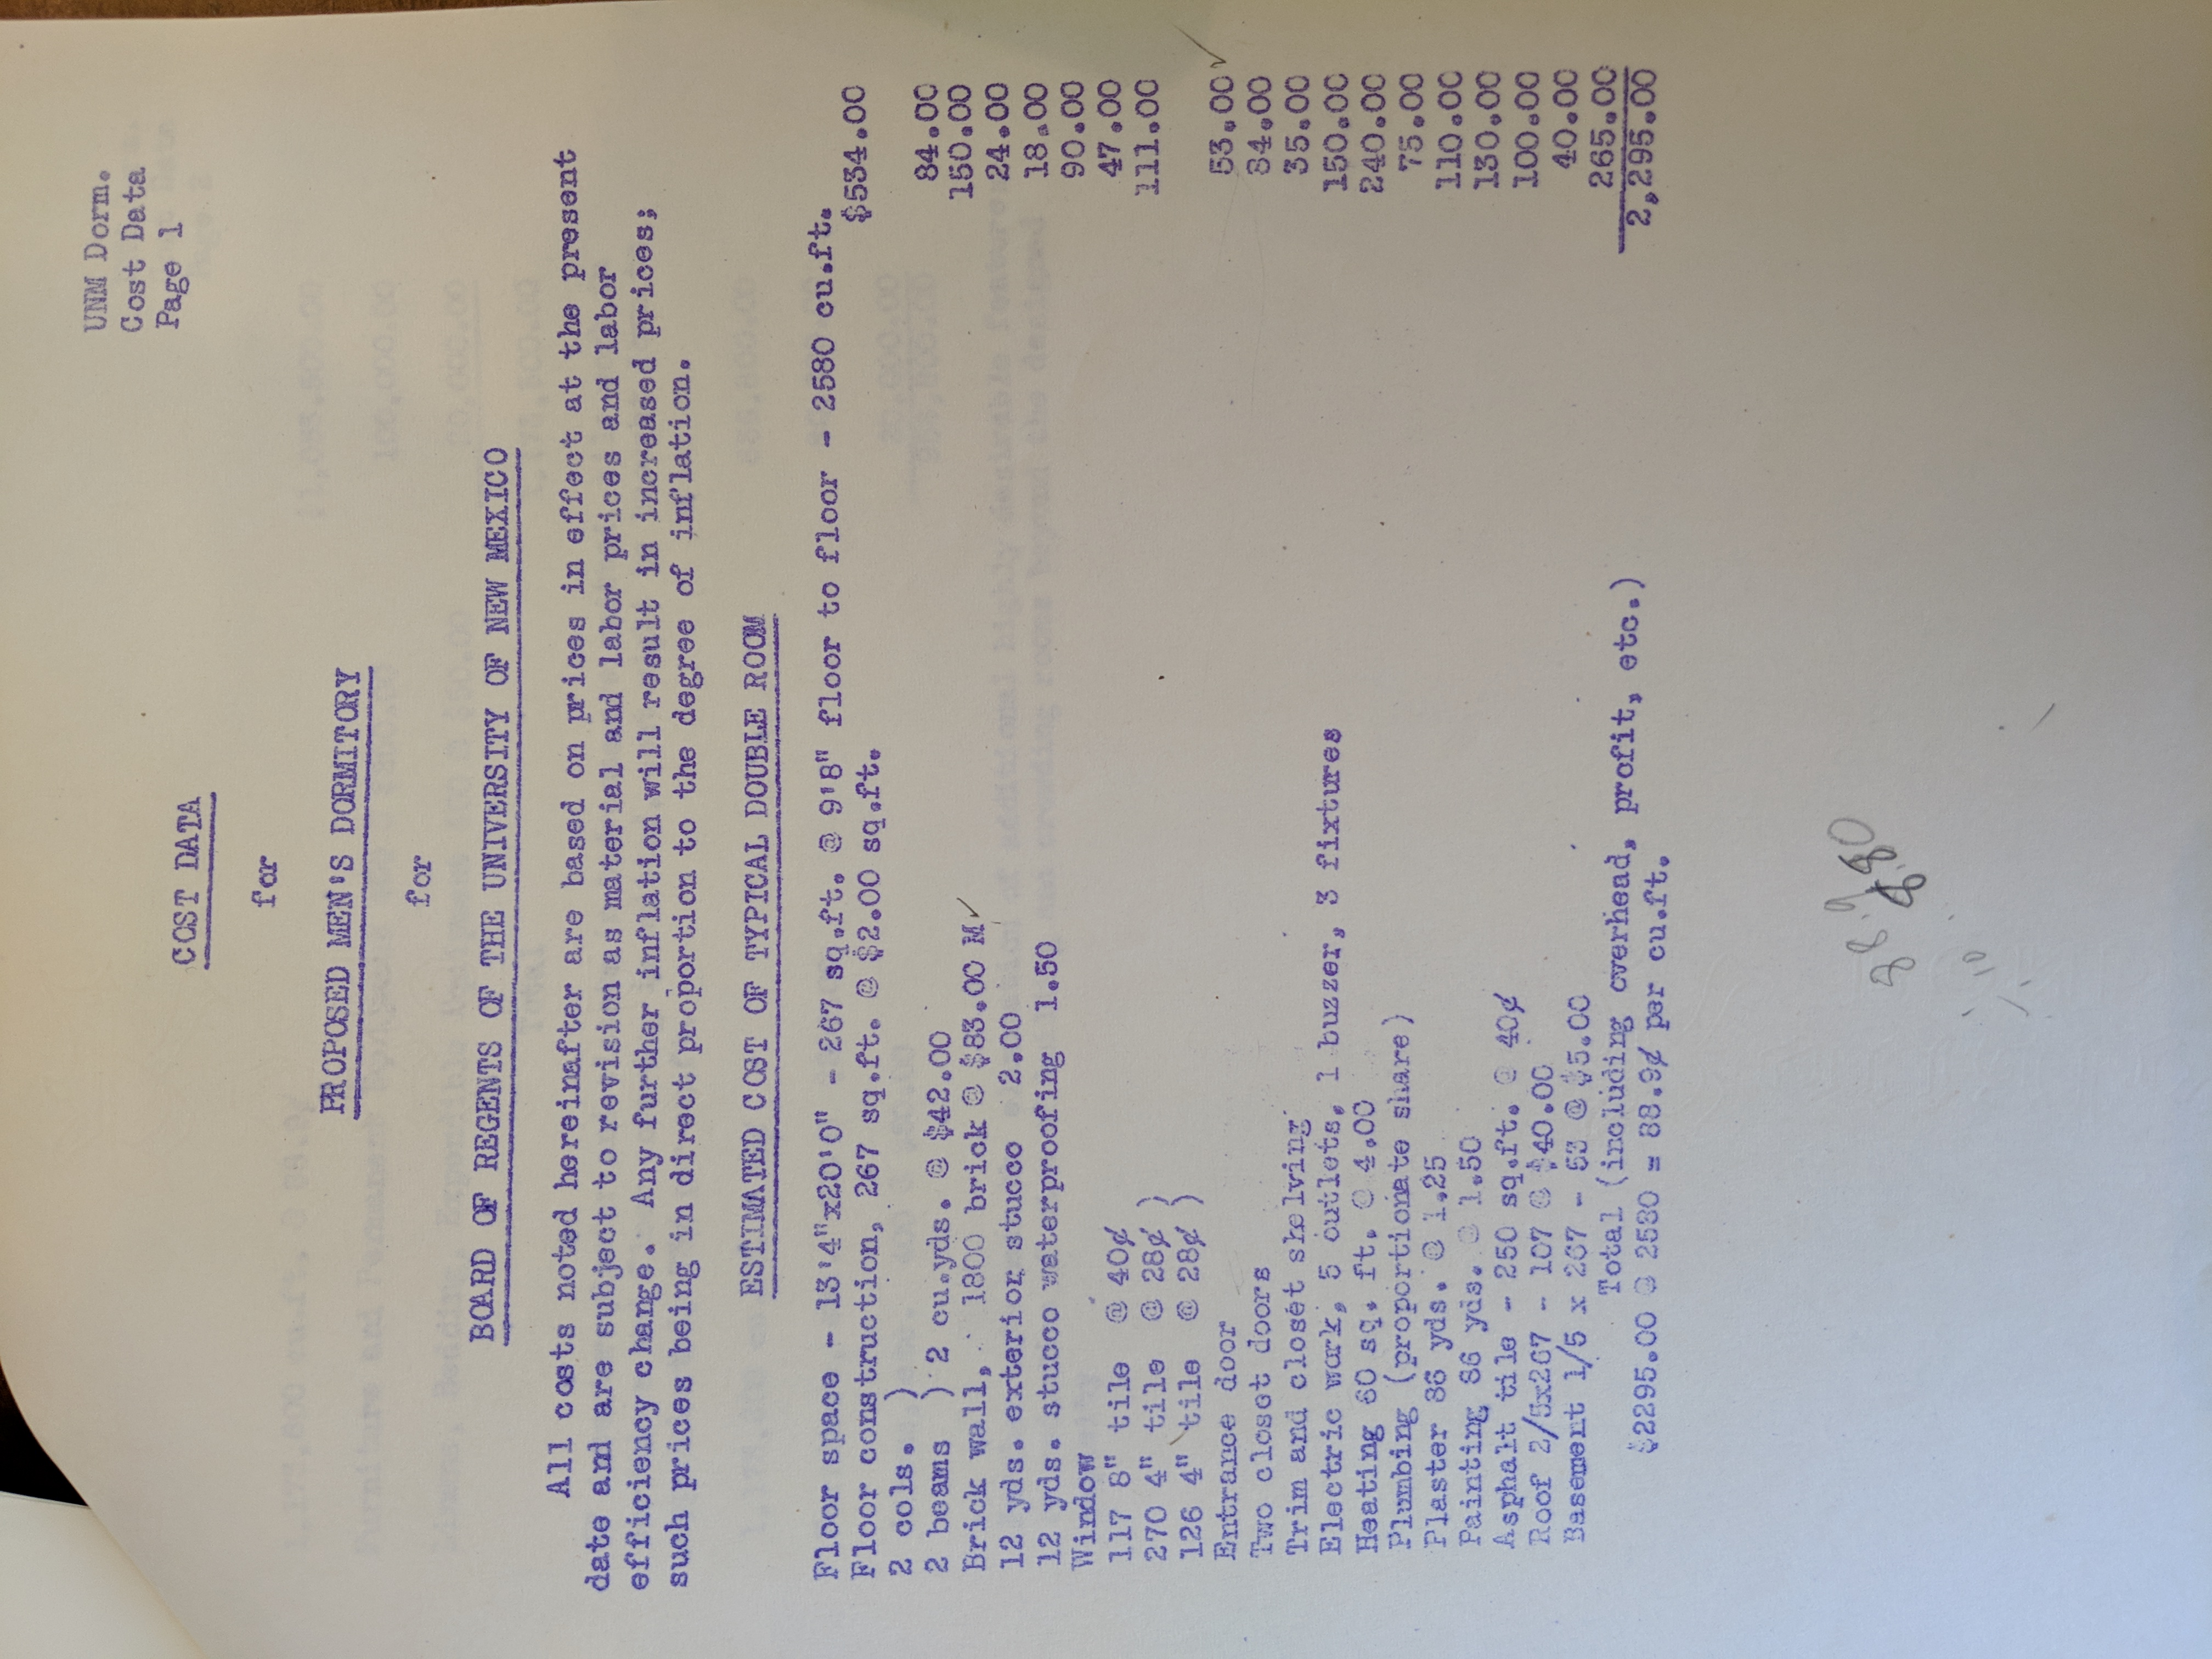 UNM Dorm.
Cost Data
Page 1
COST DATA
for
PROPOSED MEN'S DORMITORY
for
BOARD OF REGENTS OF THE UNIVERSITY OF NEW MEXICO
All costs noted hereinafter are based on prices in effect at the present
date and are subject to revision as material and labor prices and labor
efficiency change. Any further inflation will result in increased prices;
such prices being in direct proportion to the degree of inflation.
ESTIMATED COST OF TYPICAL DOUBLE ROOM
Floor space - 13'4"x20'0" - 267 sq.ft. @ 9'8" floor to floor - 2580 cu.ft.
Floor construction, 267 sq.ft. @ $2.00 sq.ft. $534.00
2 cols. )
2 beams ) 2 cu.yds. @ $42.00 84.00
Brick wall, 1800 brick @ $83.00 M✓ 150.00
12 yds. exterior stucco 2.00 24.00
12 yds. stucco waterproofing 1.50 18.00
Window 90.00
117 8" tile @ 40¢ 47.00
270 4" tile @ 28¢ ) 111.00
126 4" tile @ 28¢ )
Entrance door 53.00 ✓
Two closet doors 84.00
Trim and closet shelving 35.00
Electric work, 5 outlets, 1 buzzer, 3 fixtures 150.00
Heating 60 sq. ft. @ 4.00 240.00
Plumbing (proportionate share) 75.00
Plaster 86 yds. @ 1.25 110.00
Painting 86 yds. @ 1.50 130.00
Asphalt tile - 250 sq.ft. @ 40¢ 100.00
Roof 2/5x267 - 107 @ $40.00 40.00
Basement 1/5 x 267 - 53 @ $5.00 265.00
Total (including overhead, profit, etc.) 2,295.00
$2295.00 @ 2580 = 88.9¢ per cu.ft.
88.9
8.80
10